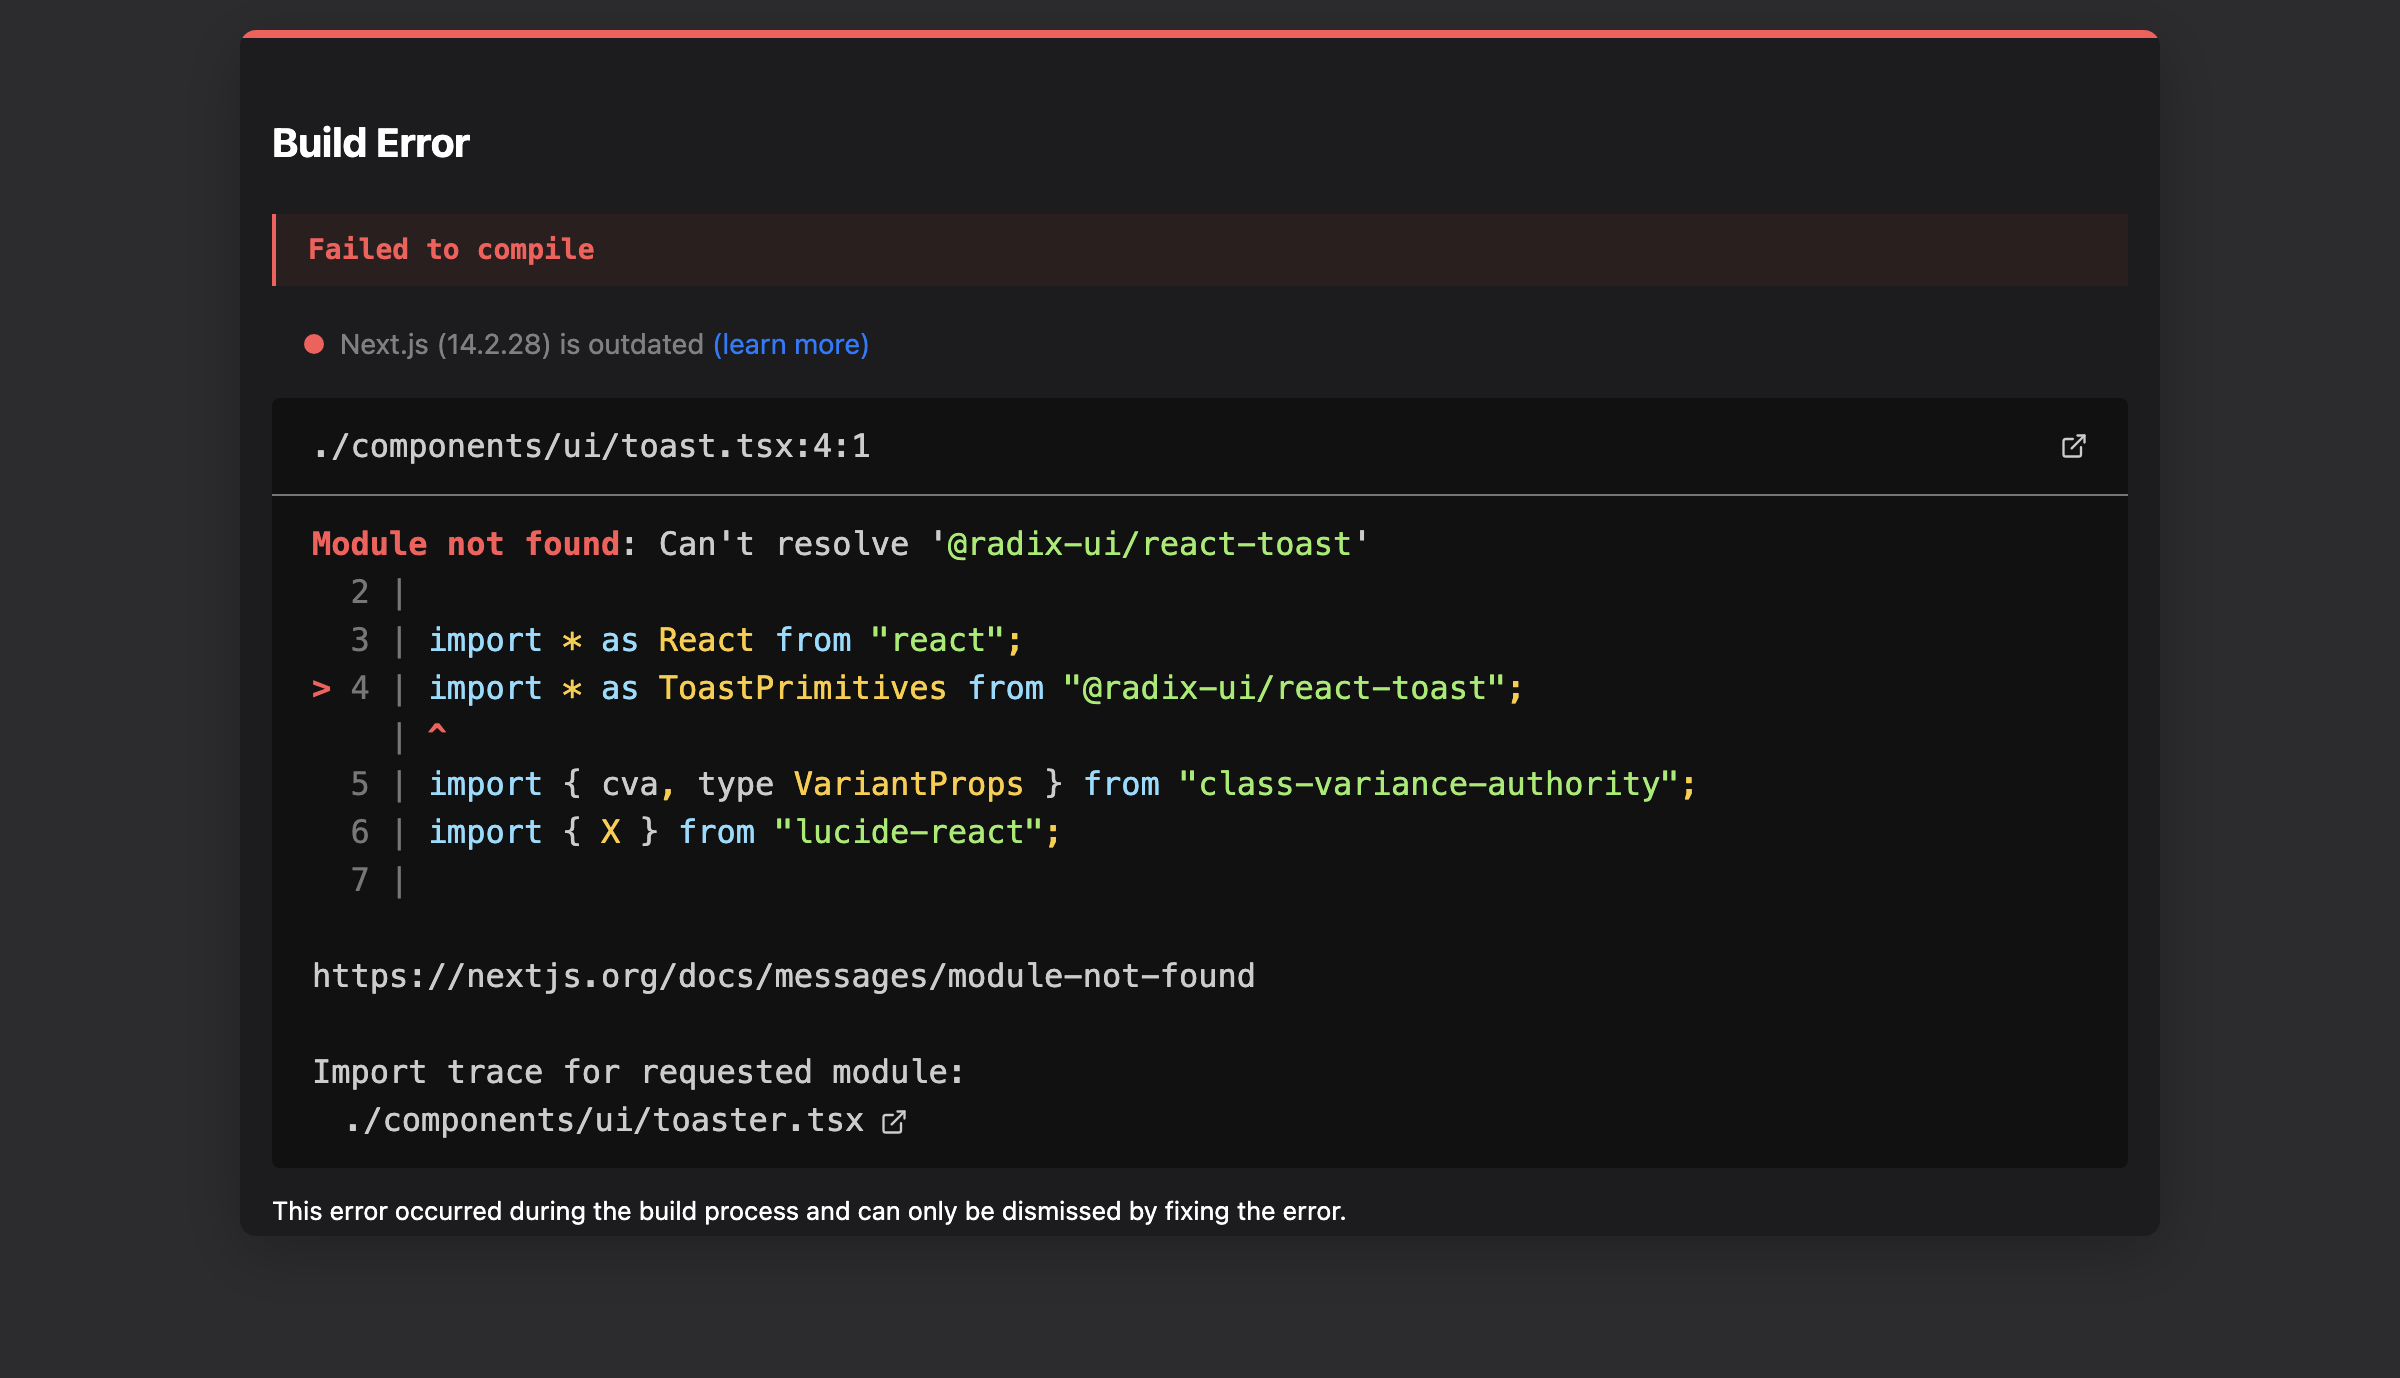 Build Error
Failed to compile
Next.js (14.2.28) is outdated (learn more)
./components/ui/toast.tsx:4:1
Module not found: Can't resolve '@radix-ui/react-toast'
  2 |
  3 | import * as React from "react";
> 4 | import * as ToastPrimitives from "@radix-ui/react-toast";
    | ^
  5 | import { cva, type VariantProps } from "class-variance-authority";
  6 | import { X } from "lucide-react";
  7 |
https://nextjs.org/docs/messages/module-not-found
Import trace for requested module:
./components/ui/toaster.tsx
This error occurred during the build process and can only be dismissed by fixing the error.